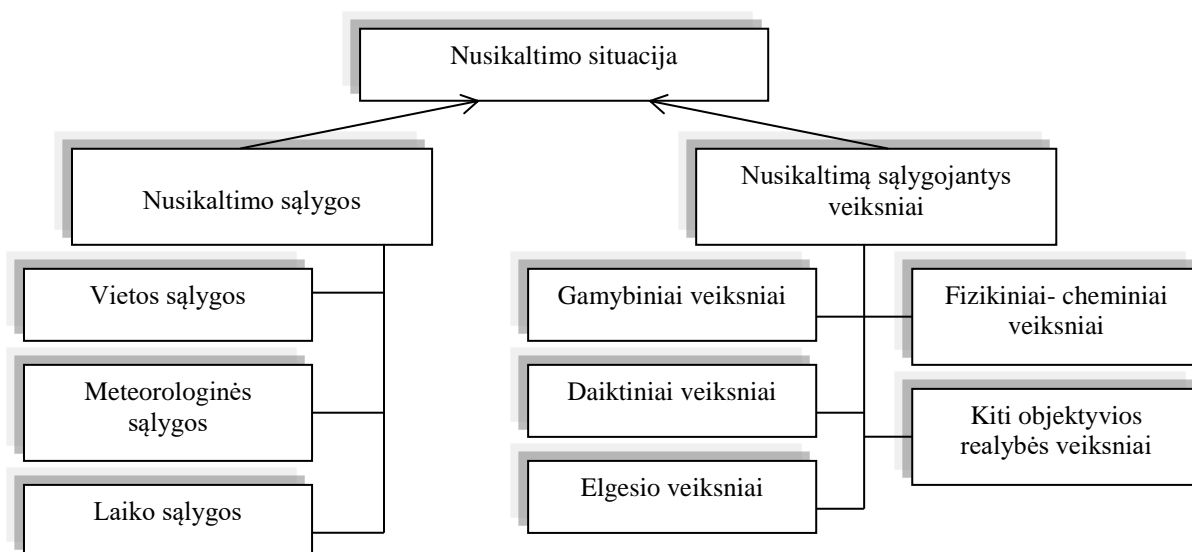 Nusikaltimo situacija
Nusikaltimo sąlygos
Nusikaltimą sąlygojantys
veiksniai
Vietos sąlygos
Meteorologinės
sąlygos
Laiko sąlygos
Gamybiniai veiksniai
Daiktiniai veiksniai
Elgesio veiksniai
Fizikiniai- cheminiai
veiksniai
Kiti objektyvios
realybės veiksniai